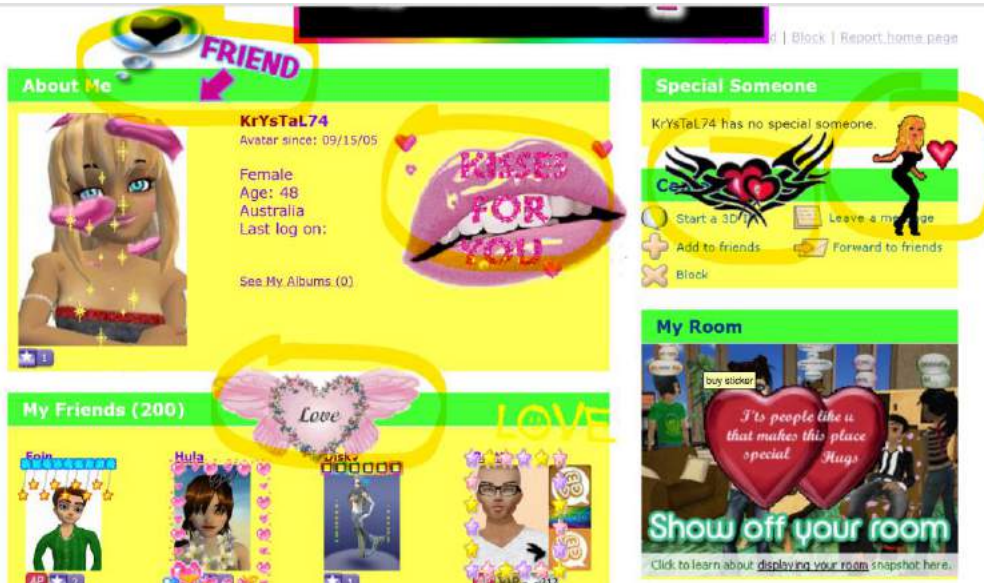 FRIEND
Block | Report home page
About Me
KrYsTaL74
Avatar since: 09/15/05
Female
Age: 48
Australia
Last log on:
See My Albums (0)
1
KISSES
FOR
YOU
Special Someone
KrYsTaL74 has no special someone.
Start a 3D
Leave a message
Add to friends
Forward to friends
Block
My Room
buy sticker
I'ts people like u
that makes this place
special
Hugs
Show off your room
Click to learn about displaying your room snapshot here.
My Friends (200)
Love
LOVE
Hula
AP
2
1